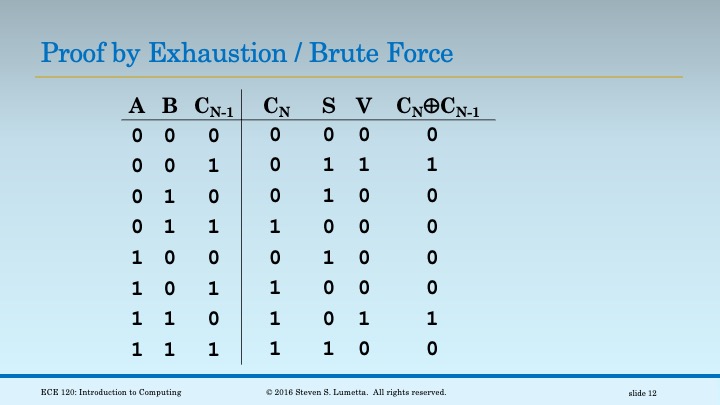 Proof by Exhaustion / Brute Force
A B C_{N-1} C_N S V C_N⊕C_{N-1}
0 0 0 0 0 0 0
0 0 1 0 1 1 1
0 1 0 0 1 0 0
0 1 1 1 0 0 0
1 0 0 0 1 0 0
1 0 1 1 0 0 0
1 1 0 1 0 1 1
1 1 1 1 1 0 0
ECE 120: Introduction to Computing © 2016 Steven S. Lumetta. All rights reserved. slide 12